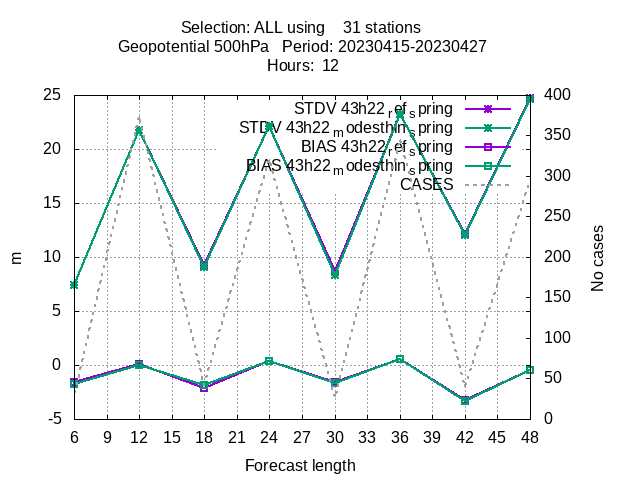 Selection: ALL using    31 stations
Geopotential 500hPa   Period: 20230415-20230427
Hours:  12
25
20
15
10
5
0
-5
m
STDV 43h22_ref_spring
STDV 43h22_modesthin_spring
BIAS 43h22_ref_spring
BIAS 43h22_modesthin_spring
CASES
400
350
300
250
200
150
100
50
0
No cases
6 9 12 15 18 21 24 27 30 33 36 39 42 45 48
Forecast length